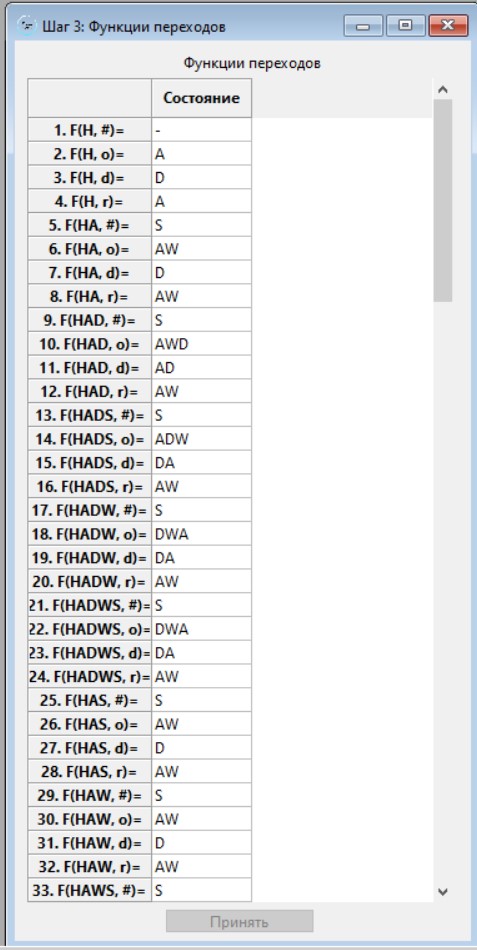 Шаг 3: Функции переходов
Функции переходов
Состояние
1. F(H, #)= -
2. F(H, o)= A
3. F(H, d)= D
4. F(H, r)= A
5. F(HA, #)= S
6. F(HA, o)= AW
7. F(HA, d)= D
8. F(HA, r)= AW
9. F(HAD, #)= S
10. F(HAD, o)= AWD
11. F(HAD, d)= AD
12. F(HAD, r)= AW
13. F(HADS, #)= S
14. F(HADS, o)= ADW
15. F(HADS, d)= DA
16. F(HADS, r)= AW
17. F(HADW, #)= S
18. F(HADW, o)= DWA
19. F(HADW, d)= DA
20. F(HADW, r)= AW
21. F(HADWS, #)= S
22. F(HADWS, o)= DWA
23. F(HADWS, d)= DA
24. F(HADWS, r)= AW
25. F(HAS, #)= S
26. F(HAS, o)= AW
27. F(HAS, d)= D
28. F(HAS, r)= AW
29. F(HAW, #)= S
30. F(HAW, o)= AW
31. F(HAW, d)= D
32. F(HAW, r)= AW
33. F(HAWS, #)= S
Принять